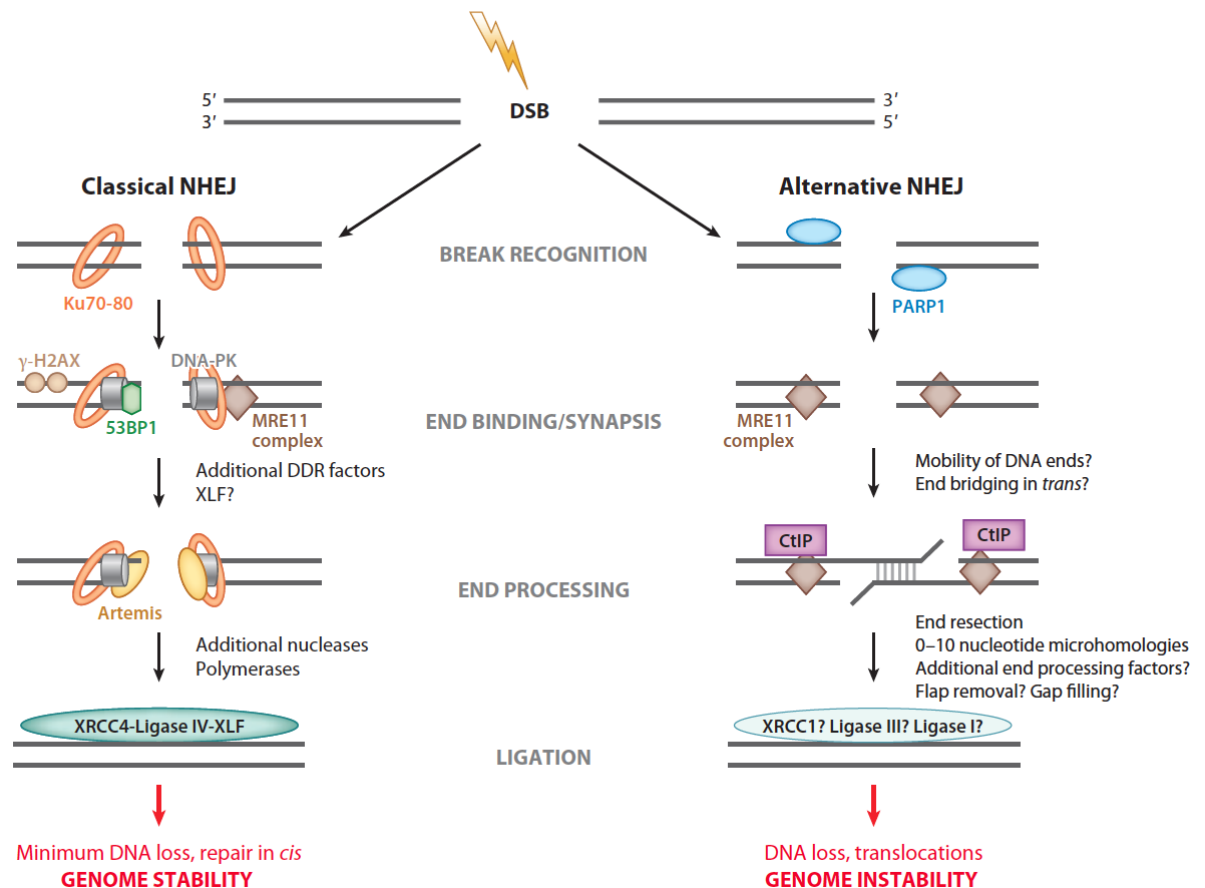 DSB
5′
3′
3′
5′
Classical NHEJ
Alternative NHEJ
BREAK RECOGNITION
Ku70-80
PARP1
γ-H2AX
DNA-PK
53BP1
MRE11
complex
END BINDING/SYNAPSIS
MRE11
complex
Additional DDR factors
XLF?
Mobility of DNA ends?
End bridging in trans?
CtIP
CtIP
Artemis
END PROCESSING
Additional nucleases
Polymerases
End resection
0–10 nucleotide microhomologies
Additional end processing factors?
Flap removal? Gap filling?
XRCC4-Ligase IV-XLF
XRCC1? Ligase III? Ligase I?
LIGATION
Minimum DNA loss, repair in cis
GENOME STABILITY
DNA loss, translocations
GENOME INSTABILITY